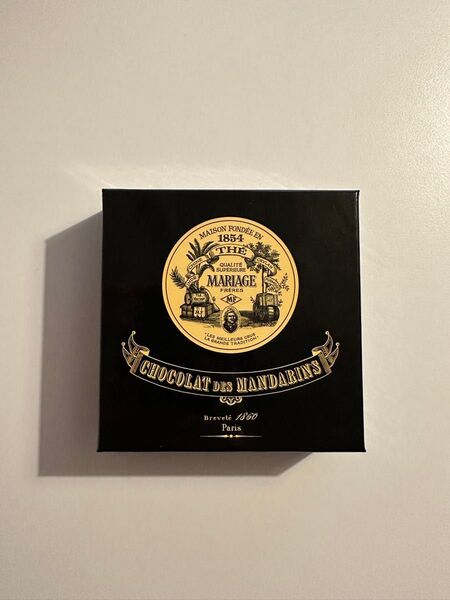 MAISON FONDÉE EN
1854
THÉ
QUALITÉ
SUPÉRIEURE
MARIAGE
FRÈRES
MF
"LES MEILLEURS CRUS
LA GRANDE TRADITION"
CHOCOLAT DES MANDARINS
Breveté 1860
Paris